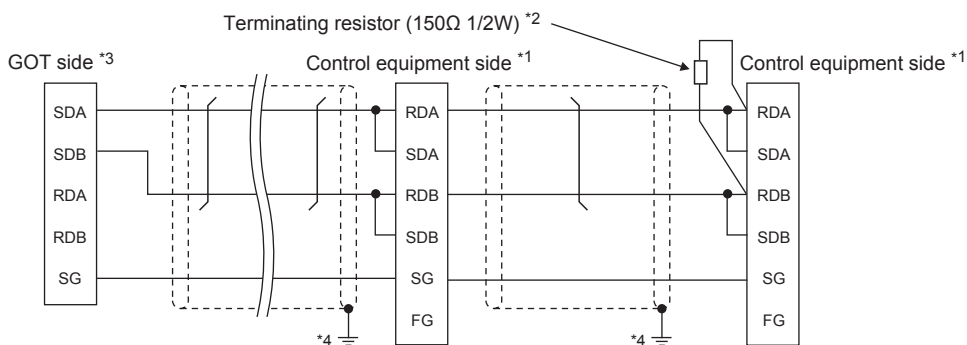 Terminating resistor (150Ω 1/2W) *2
GOT side *3
Control equipment side *1
Control equipment side *1
SDA
SDB
RDA
RDB
SG
RDA
SDA
RDB
SDB
SG
FG
RDA
SDA
RDB
SDB
SG
FG
*4
*4